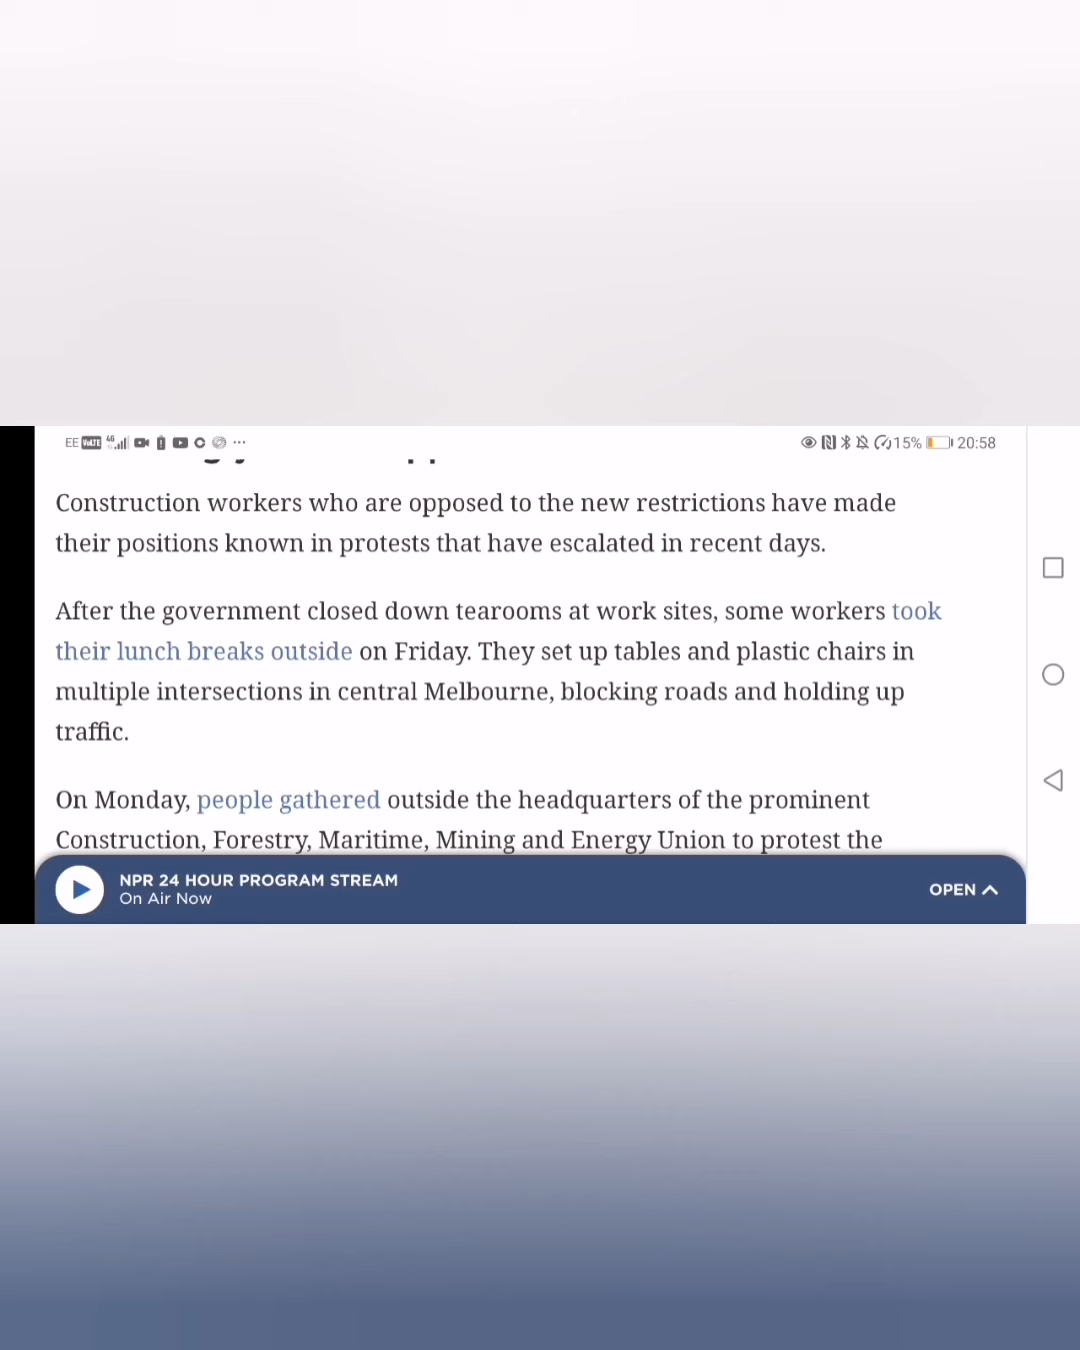 EE VoLTE 4G 15% 20:58
Construction workers who are opposed to the new restrictions have made
their positions known in protests that have escalated in recent days.
After the government closed down tearooms at work sites, some workers took
their lunch breaks outside on Friday. They set up tables and plastic chairs in
multiple intersections in central Melbourne, blocking roads and holding up
traffic.
On Monday, people gathered outside the headquarters of the prominent
Construction, Forestry, Maritime, Mining and Energy Union to protest the
NPR 24 HOUR PROGRAM STREAM
On Air Now
OPEN